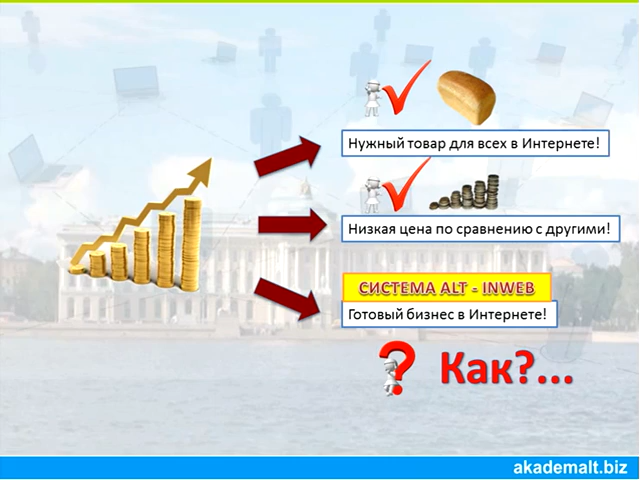 Нужный товар для всех в Интернете!
Низкая цена по сравнению с другими!
СИСТЕМА ALT - INWEB
Готовый бизнес в Интернете!
? Как?...
akademalt.biz